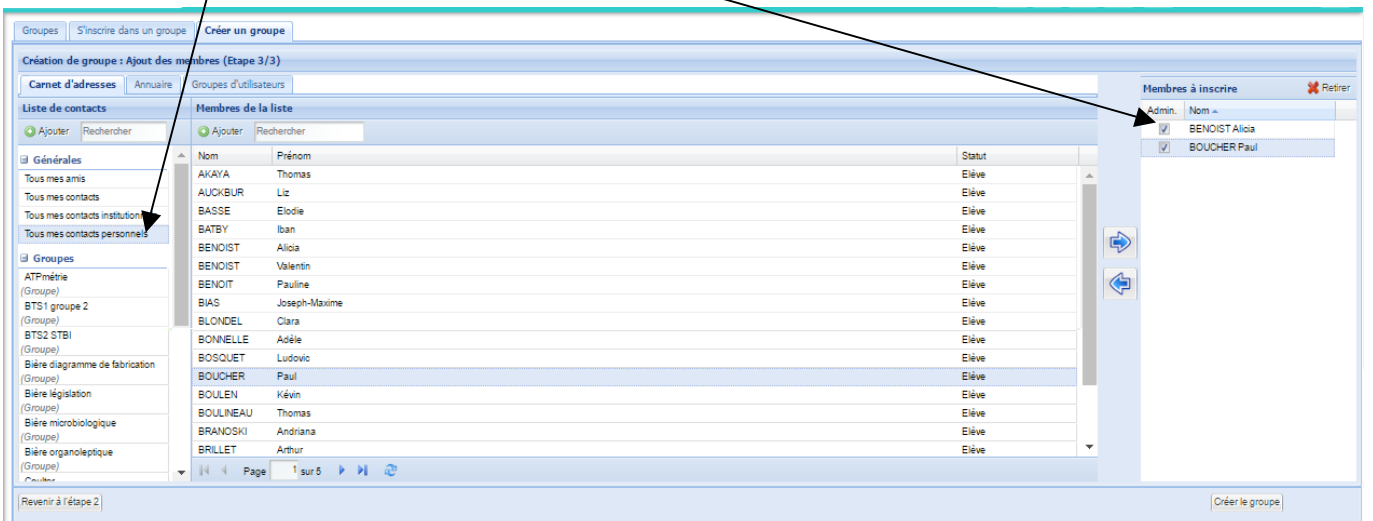 Groupes S'inscrire dans un groupe Créer un groupe
Création de groupe : Ajout des membres (Etape 3/3)
Carnet d'adresses Annuaire Groupes d'utilisateurs
Liste de contacts
Ajouter Rechercher
Générales
Tous mes amis
Tous mes contacts
Tous mes contacts institutionn
Tous mes contacts personnels
Groupes
ATPmétrie
(Groupe)
BTS1 groupe 2
(Groupe)
BTS2 STBI
(Groupe)
Bière diagramme de fabrication
(Groupe)
Bière législation
(Groupe)
Bière microbiologique
(Groupe)
Bière organoleptique
(Groupe)
Coulter
Membres de la liste
Ajouter Rechercher
Nom Prénom Statut
AKAYA Thomas Elève
AUCKBUR Liz Elève
BASSE Elodie Elève
BATBY Iban Elève
BENOIST Alicia Elève
BENOIST Valentin Elève
BENOIT Pauline Elève
BIAS Joseph-Maxime Elève
BLONDEL Clara Elève
BONNELLE Adèle Elève
BOSQUET Ludovic Elève
BOUCHER Paul Elève
BOULEN Kévin Elève
BOULINEAU Thomas Elève
BRANOSKI Andriana Elève
BRILLET Arthur Elève
Page 1 sur 5
Membres à inscrire Retirer
Admin. Nom
BENOIST Alicia
BOUCHER Paul
Revenir à l'étape 2 Créer le groupe